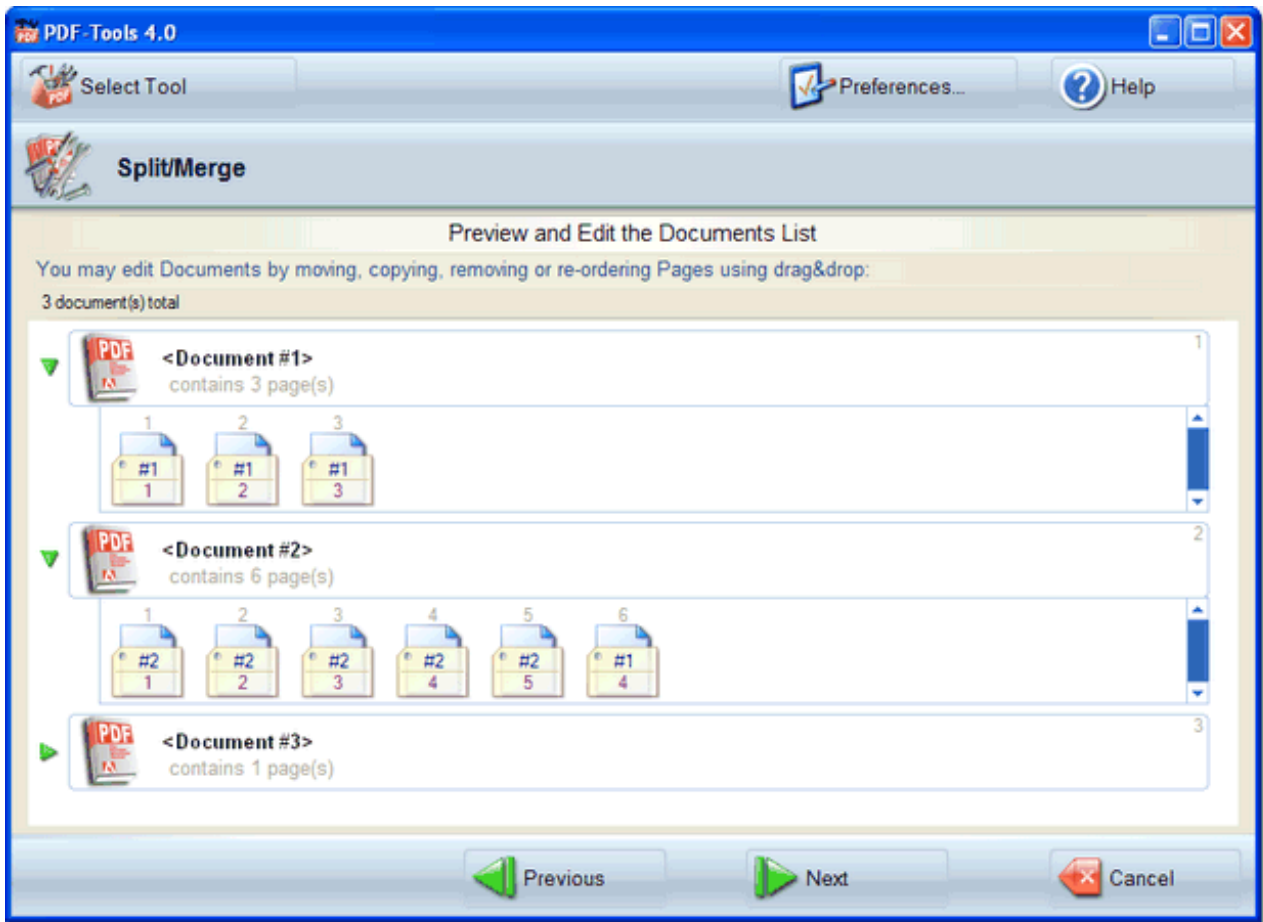 PDF-Tools 4.0
Select Tool
Preferences...
Help
Split/Merge
Preview and Edit the Documents List
You may edit Documents by moving, copying, removing or re-ordering Pages using drag&drop:
3 document(s) total
PDF
<Document #1>
1
contains 3 page(s)
1 2 3
#1 #1 #1
1 2 3
PDF
<Document #2>
2
contains 6 page(s)
1 2 3 4 5 6
#2 #2 #2 #2 #2 #1
1 2 3 4 5 4
PDF
<Document #3>
3
contains 1 page(s)
Previous
Next
Cancel